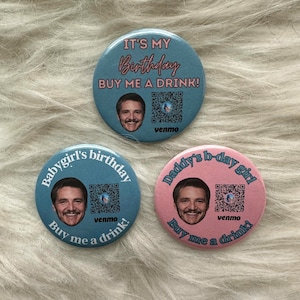 IT'S MY
Birthday
BUY ME A DRINK!
venmo
Babygirl's birthday
venmo
Buy me a drink!
Daddy's b-day girl
venmo
Buy me a drink!